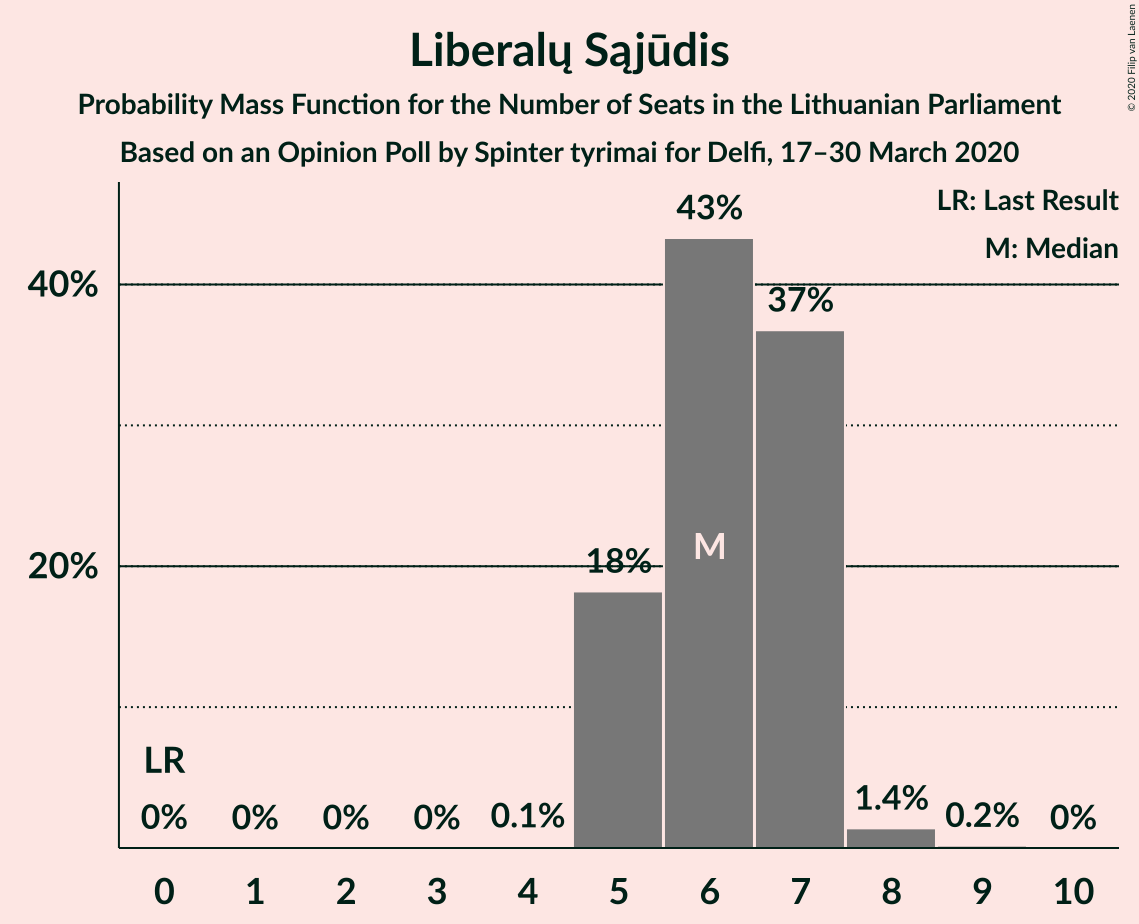 Liberalų Sąjūdis
Probability Mass Function for the Number of Seats in the Lithuanian Parliament
Based on an Opinion Poll by Spinter tyrimai for Delfi, 17–30 March 2020
© 2020 Filip van Laenen
LR: Last Result
M: Median
43%
40%
37%
M
20%
18%
LR
0%
0%
0%
0%
0.1%
1.4%
0.2%
0%
0 1 2 3 4 5 6 7 8 9 10